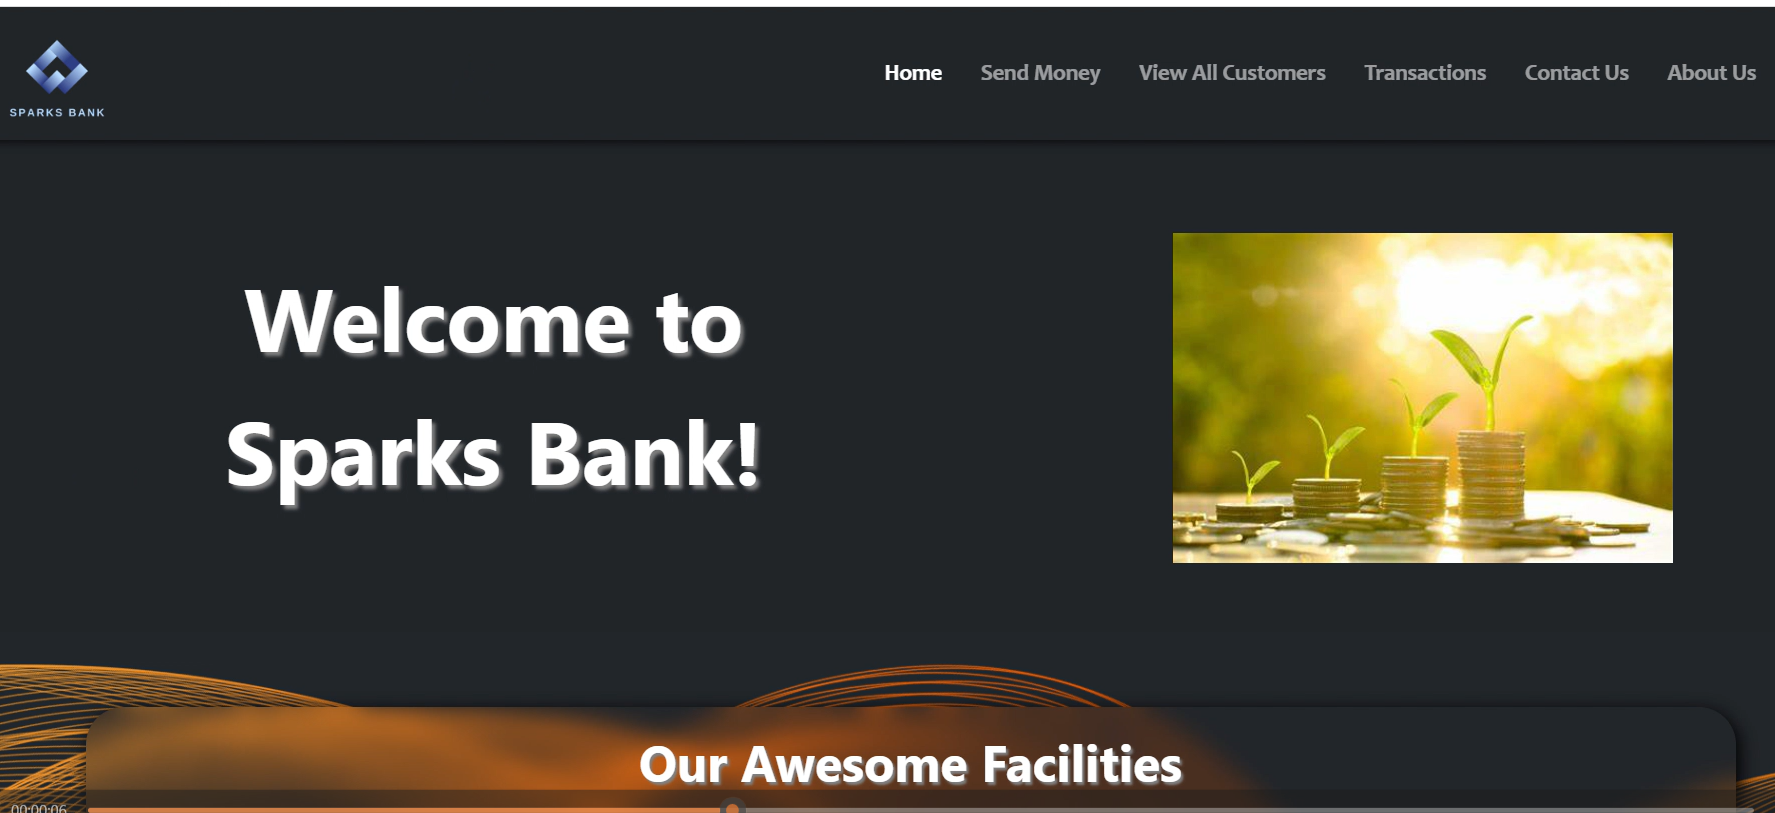 SPARKS BANK
Home Send Money View All Customers Transactions Contact Us About Us
Welcome to
Sparks Bank!
Our Awesome Facilities
00:00:06